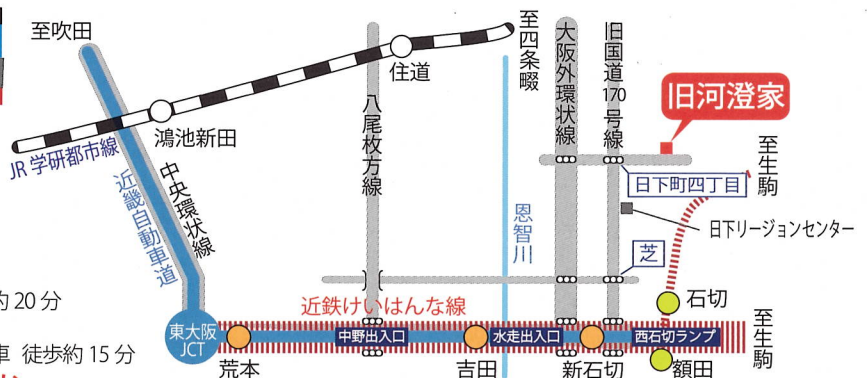 至吹田
住道
至四条畷
大阪外環状線
旧国道170号線
旧河澄家
鴻池新田
八尾枚方線
JR学研都市線
中央環状線
近畿自動車道
至生駒
日下町四丁目
恩智川
日下リージョンセンター
芝
約20分
近鉄けいはんな線
石切
東大阪
JCT
中野出入口
水走出入口
西石切ランプ
至生駒
車 徒歩約15分
荒本
吉田
新石切
額田